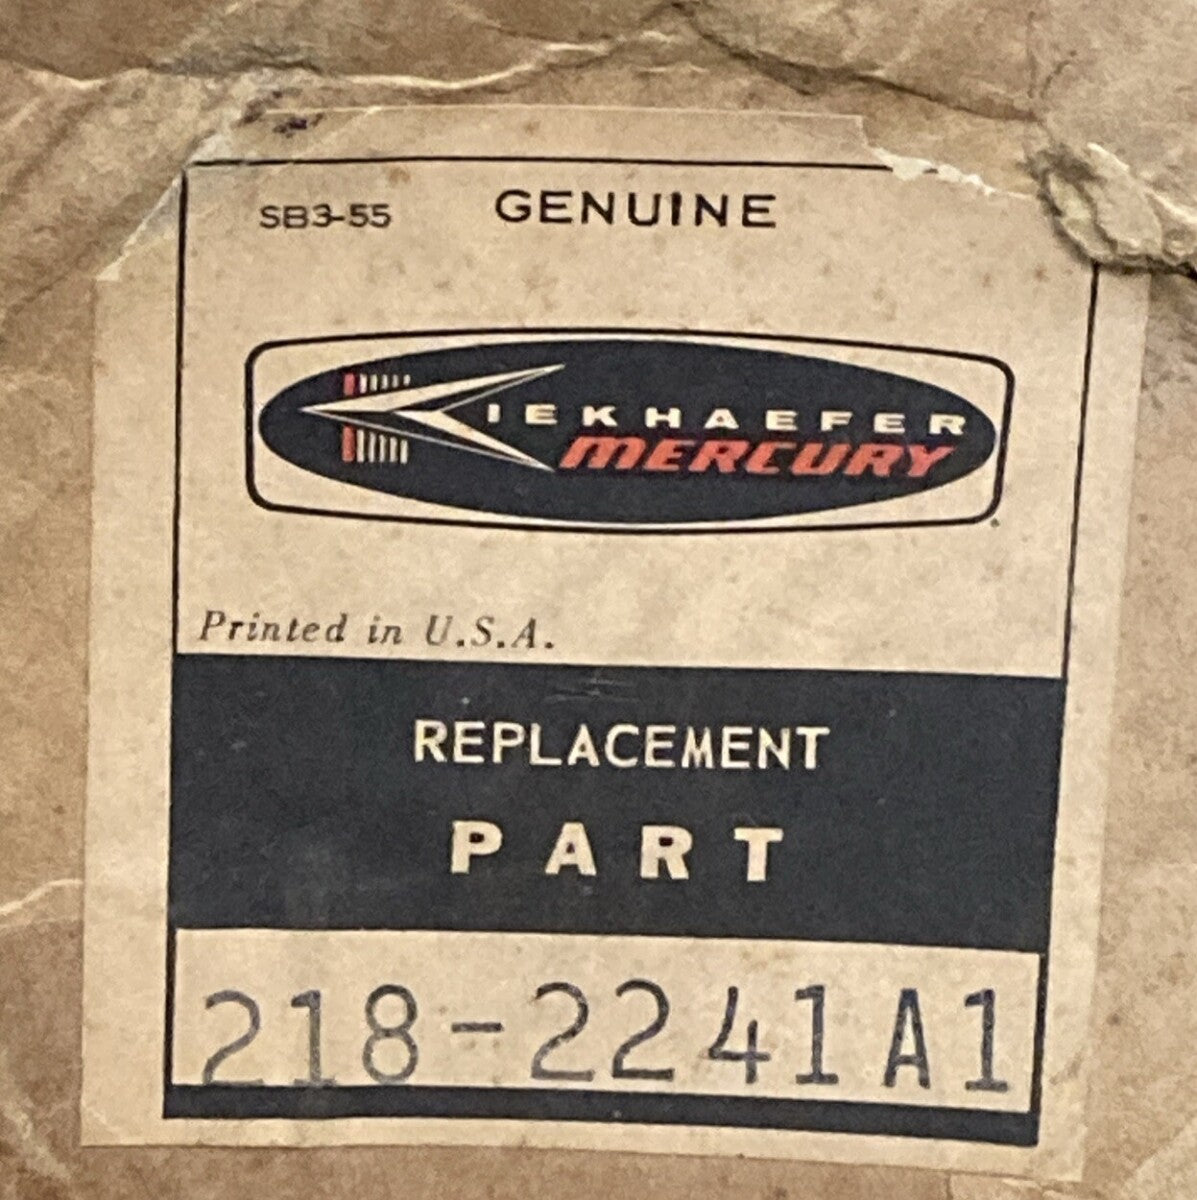 SB3-55 GENUINE
KIEKHAEFER
MERCURY
Printed in U.S.A.
REPLACEMENT
PART
218-2241A1